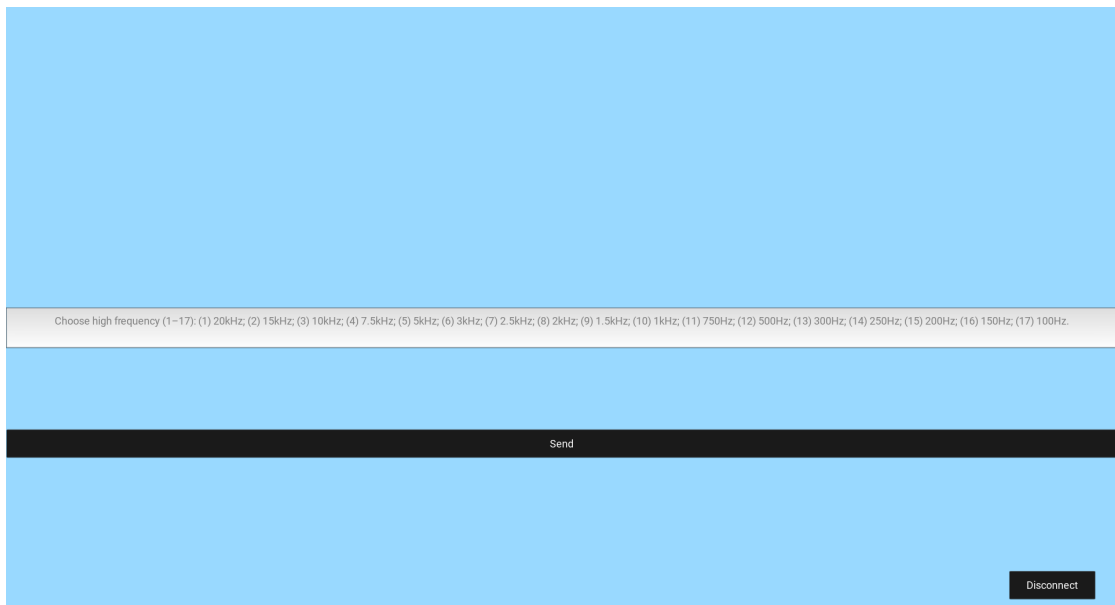 Choose high frequency (1–17): (1) 20kHz; (2) 15kHz; (3) 10kHz; (4) 7.5kHz; (5) 5kHz; (6) 3kHz; (7) 2.5kHz; (8) 2kHz; (9) 1.5kHz; (10) 1kHz; (11) 750Hz; (12) 500Hz; (13) 300Hz; (14) 250Hz; (15) 200Hz; (16) 150Hz; (17) 100Hz.
Send
Disconnect